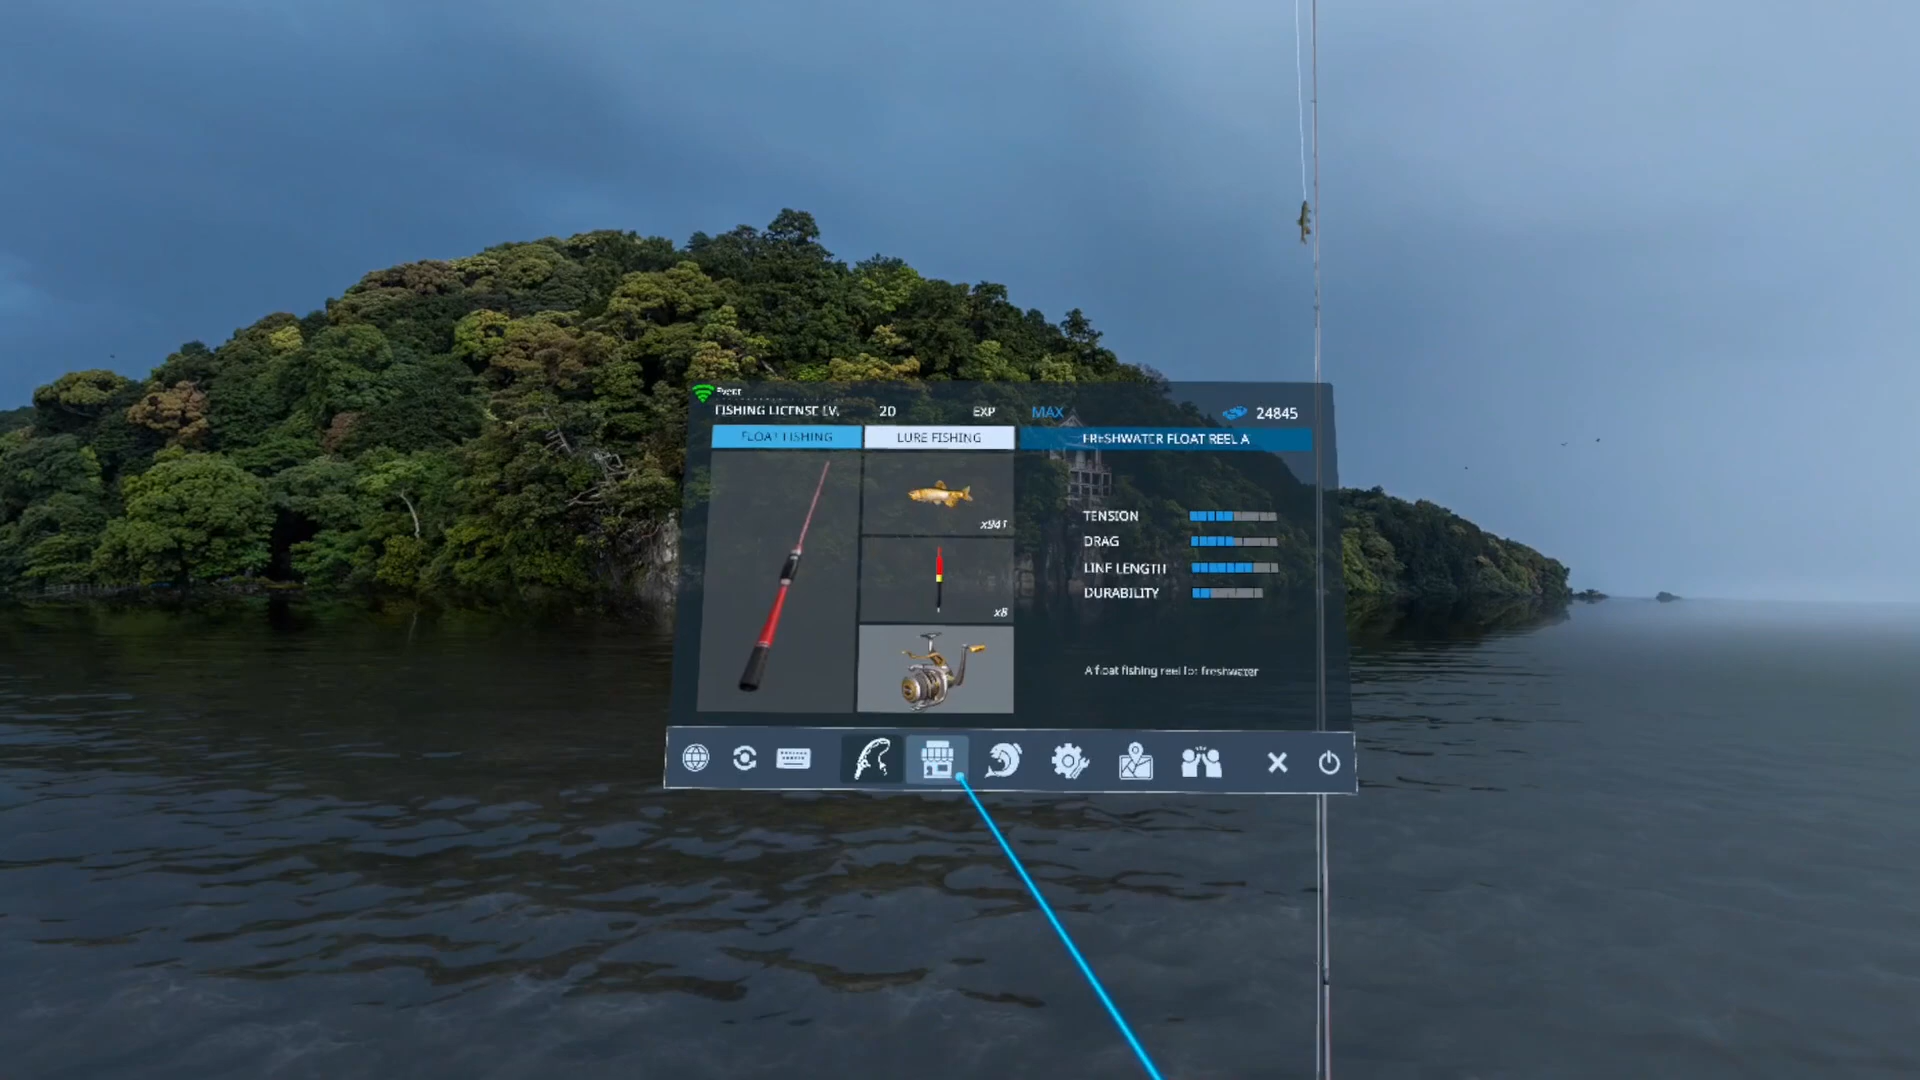 FISHING LICENSE LV. 20 EXP MAX 24845
FLOAT FISHING LURE FISHING FRESHWATER FLOAT REEL A
x941
TENSION
DRAG
LINE LENGTH
DURABILITY
x8
A float fishing reel for freshwater